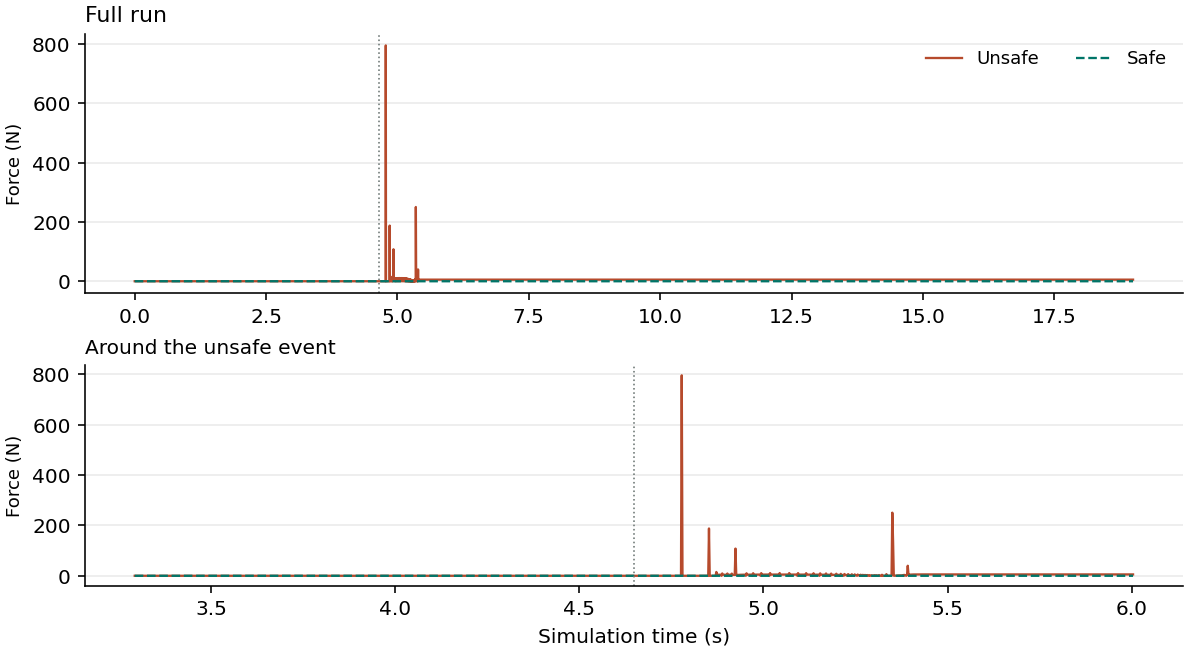 Full run
Force (N)
800
600
400
200
0
Unsafe
Safe
0.0 2.5 5.0 7.5 10.0 12.5 15.0 17.5
Around the unsafe event
Force (N)
800
600
400
200
0
3.5 4.0 4.5 5.0 5.5 6.0
Simulation time (s)